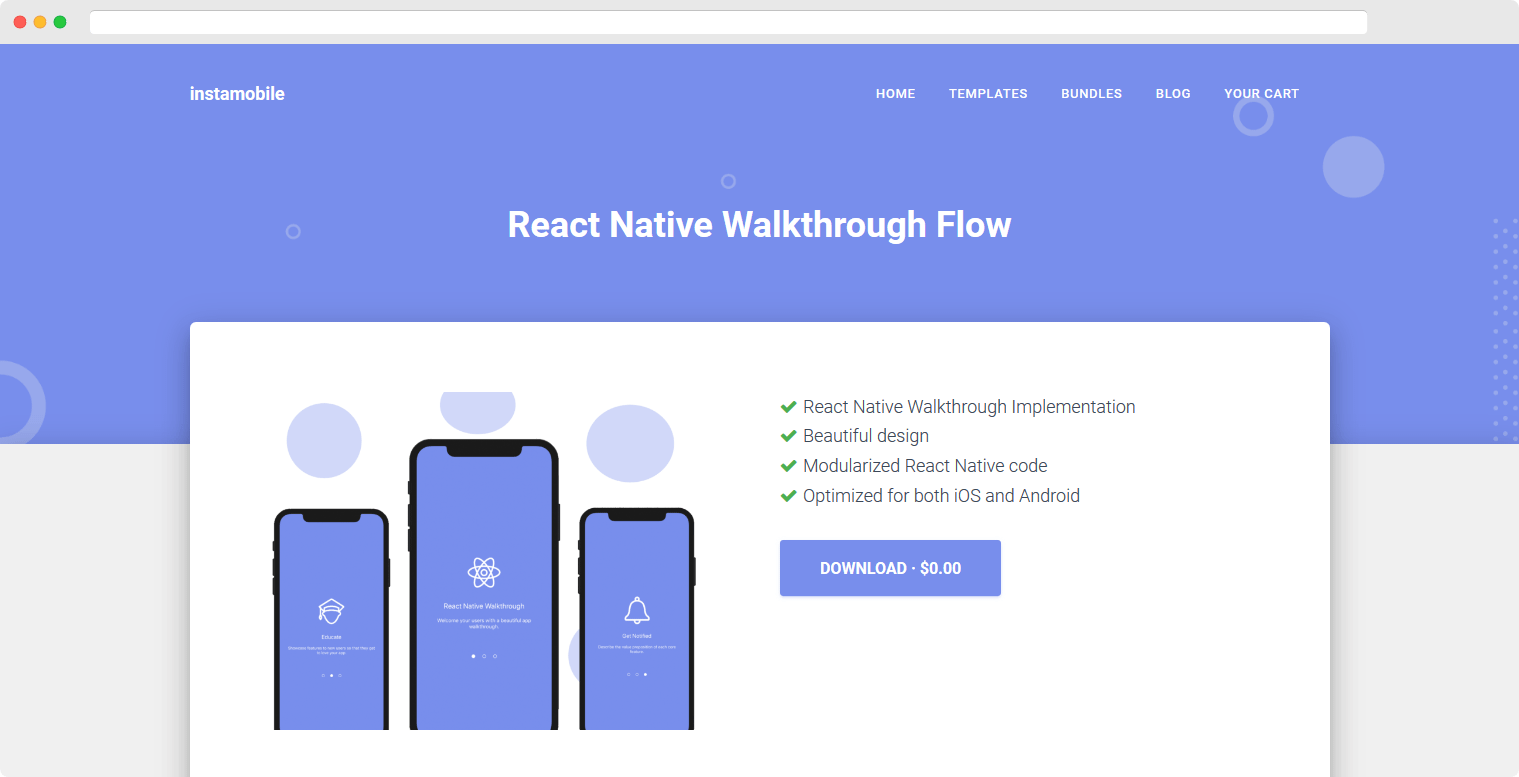 instamobile
HOME
TEMPLATES
BUNDLES
BLOG
YOUR CART
React Native Walkthrough Flow
React Native Walkthrough Implementation
Beautiful design
Modularized React Native code
Optimized for both iOS and Android
DOWNLOAD · $0.00
React Native Walkthrough
Welcome your users with a beautiful app
walkthrough.
Educate
Get Notified